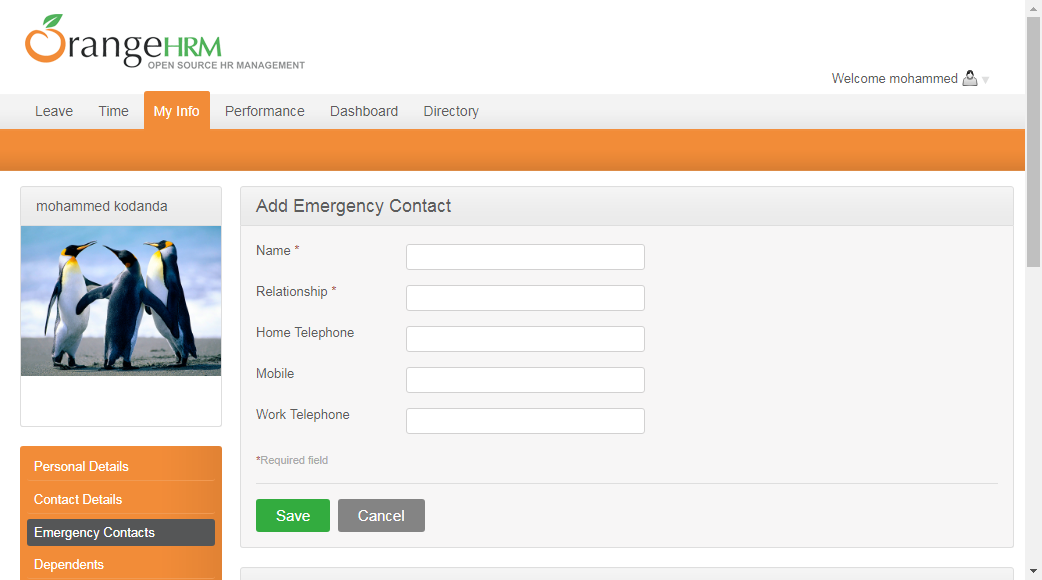 OrangeHRM
OPEN SOURCE HR MANAGEMENT
Welcome mohammed
Leave Time My Info Performance Dashboard Directory
mohammed kodanda
Add Emergency Contact
Name *
Relationship *
Home Telephone
Mobile
Work Telephone
*Required field
Save Cancel
Personal Details
Contact Details
Emergency Contacts
Dependents